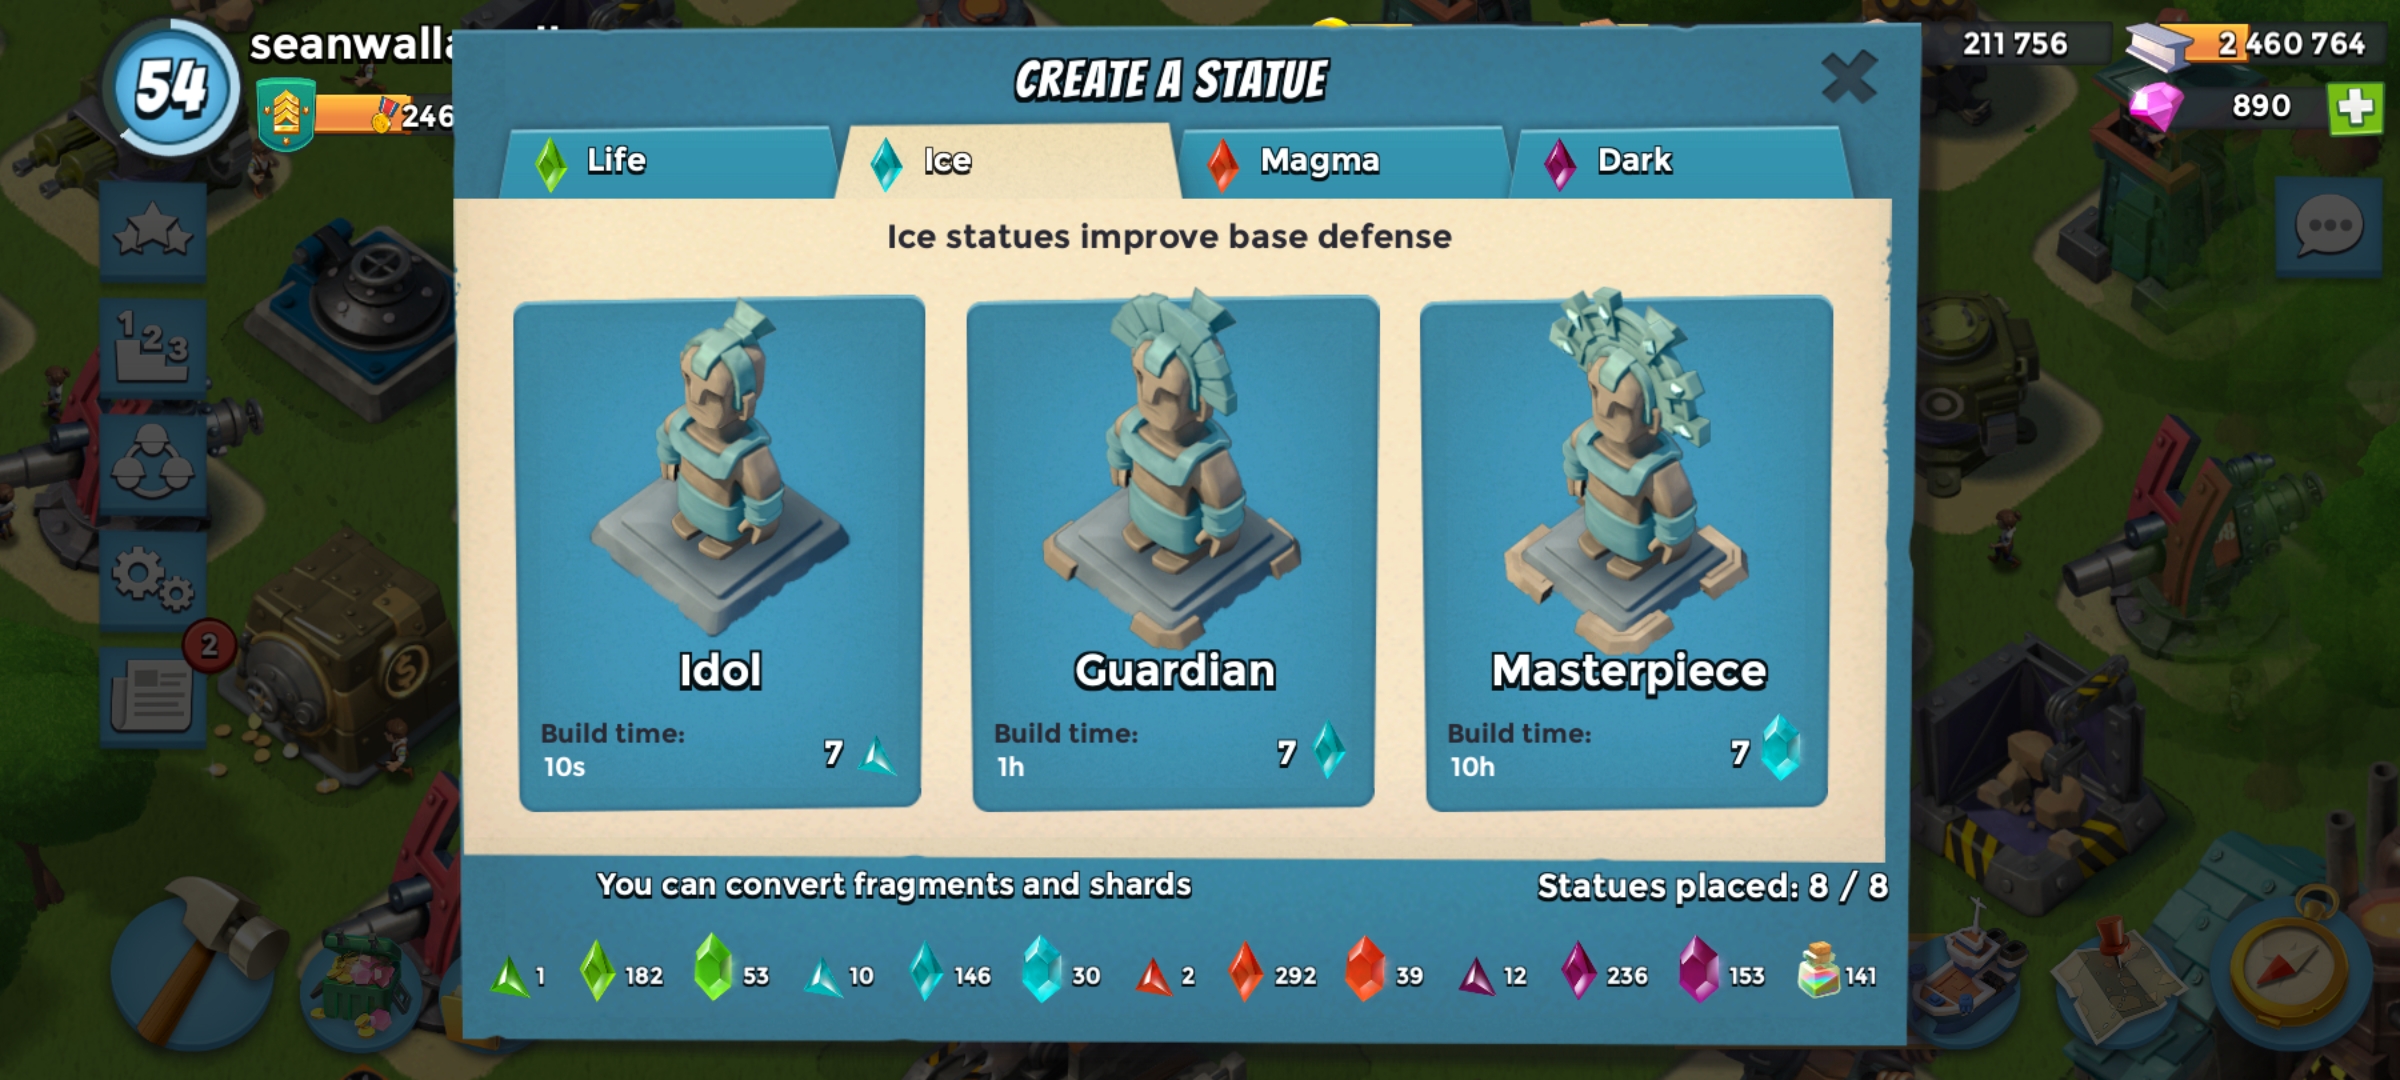 54
246
CREATE A STATUE
211 756
2 460 764
890
Life
Ice
Magma
Dark
Ice statues improve base defense
1 2 3
2
Idol
Build time:
10s
7
Guardian
Build time:
1h
7
Masterpiece
Build time:
10h
7
You can convert fragments and shards
Statues placed: 8 / 8
1
182
53
10
146
30
2
292
39
12
236
153
141